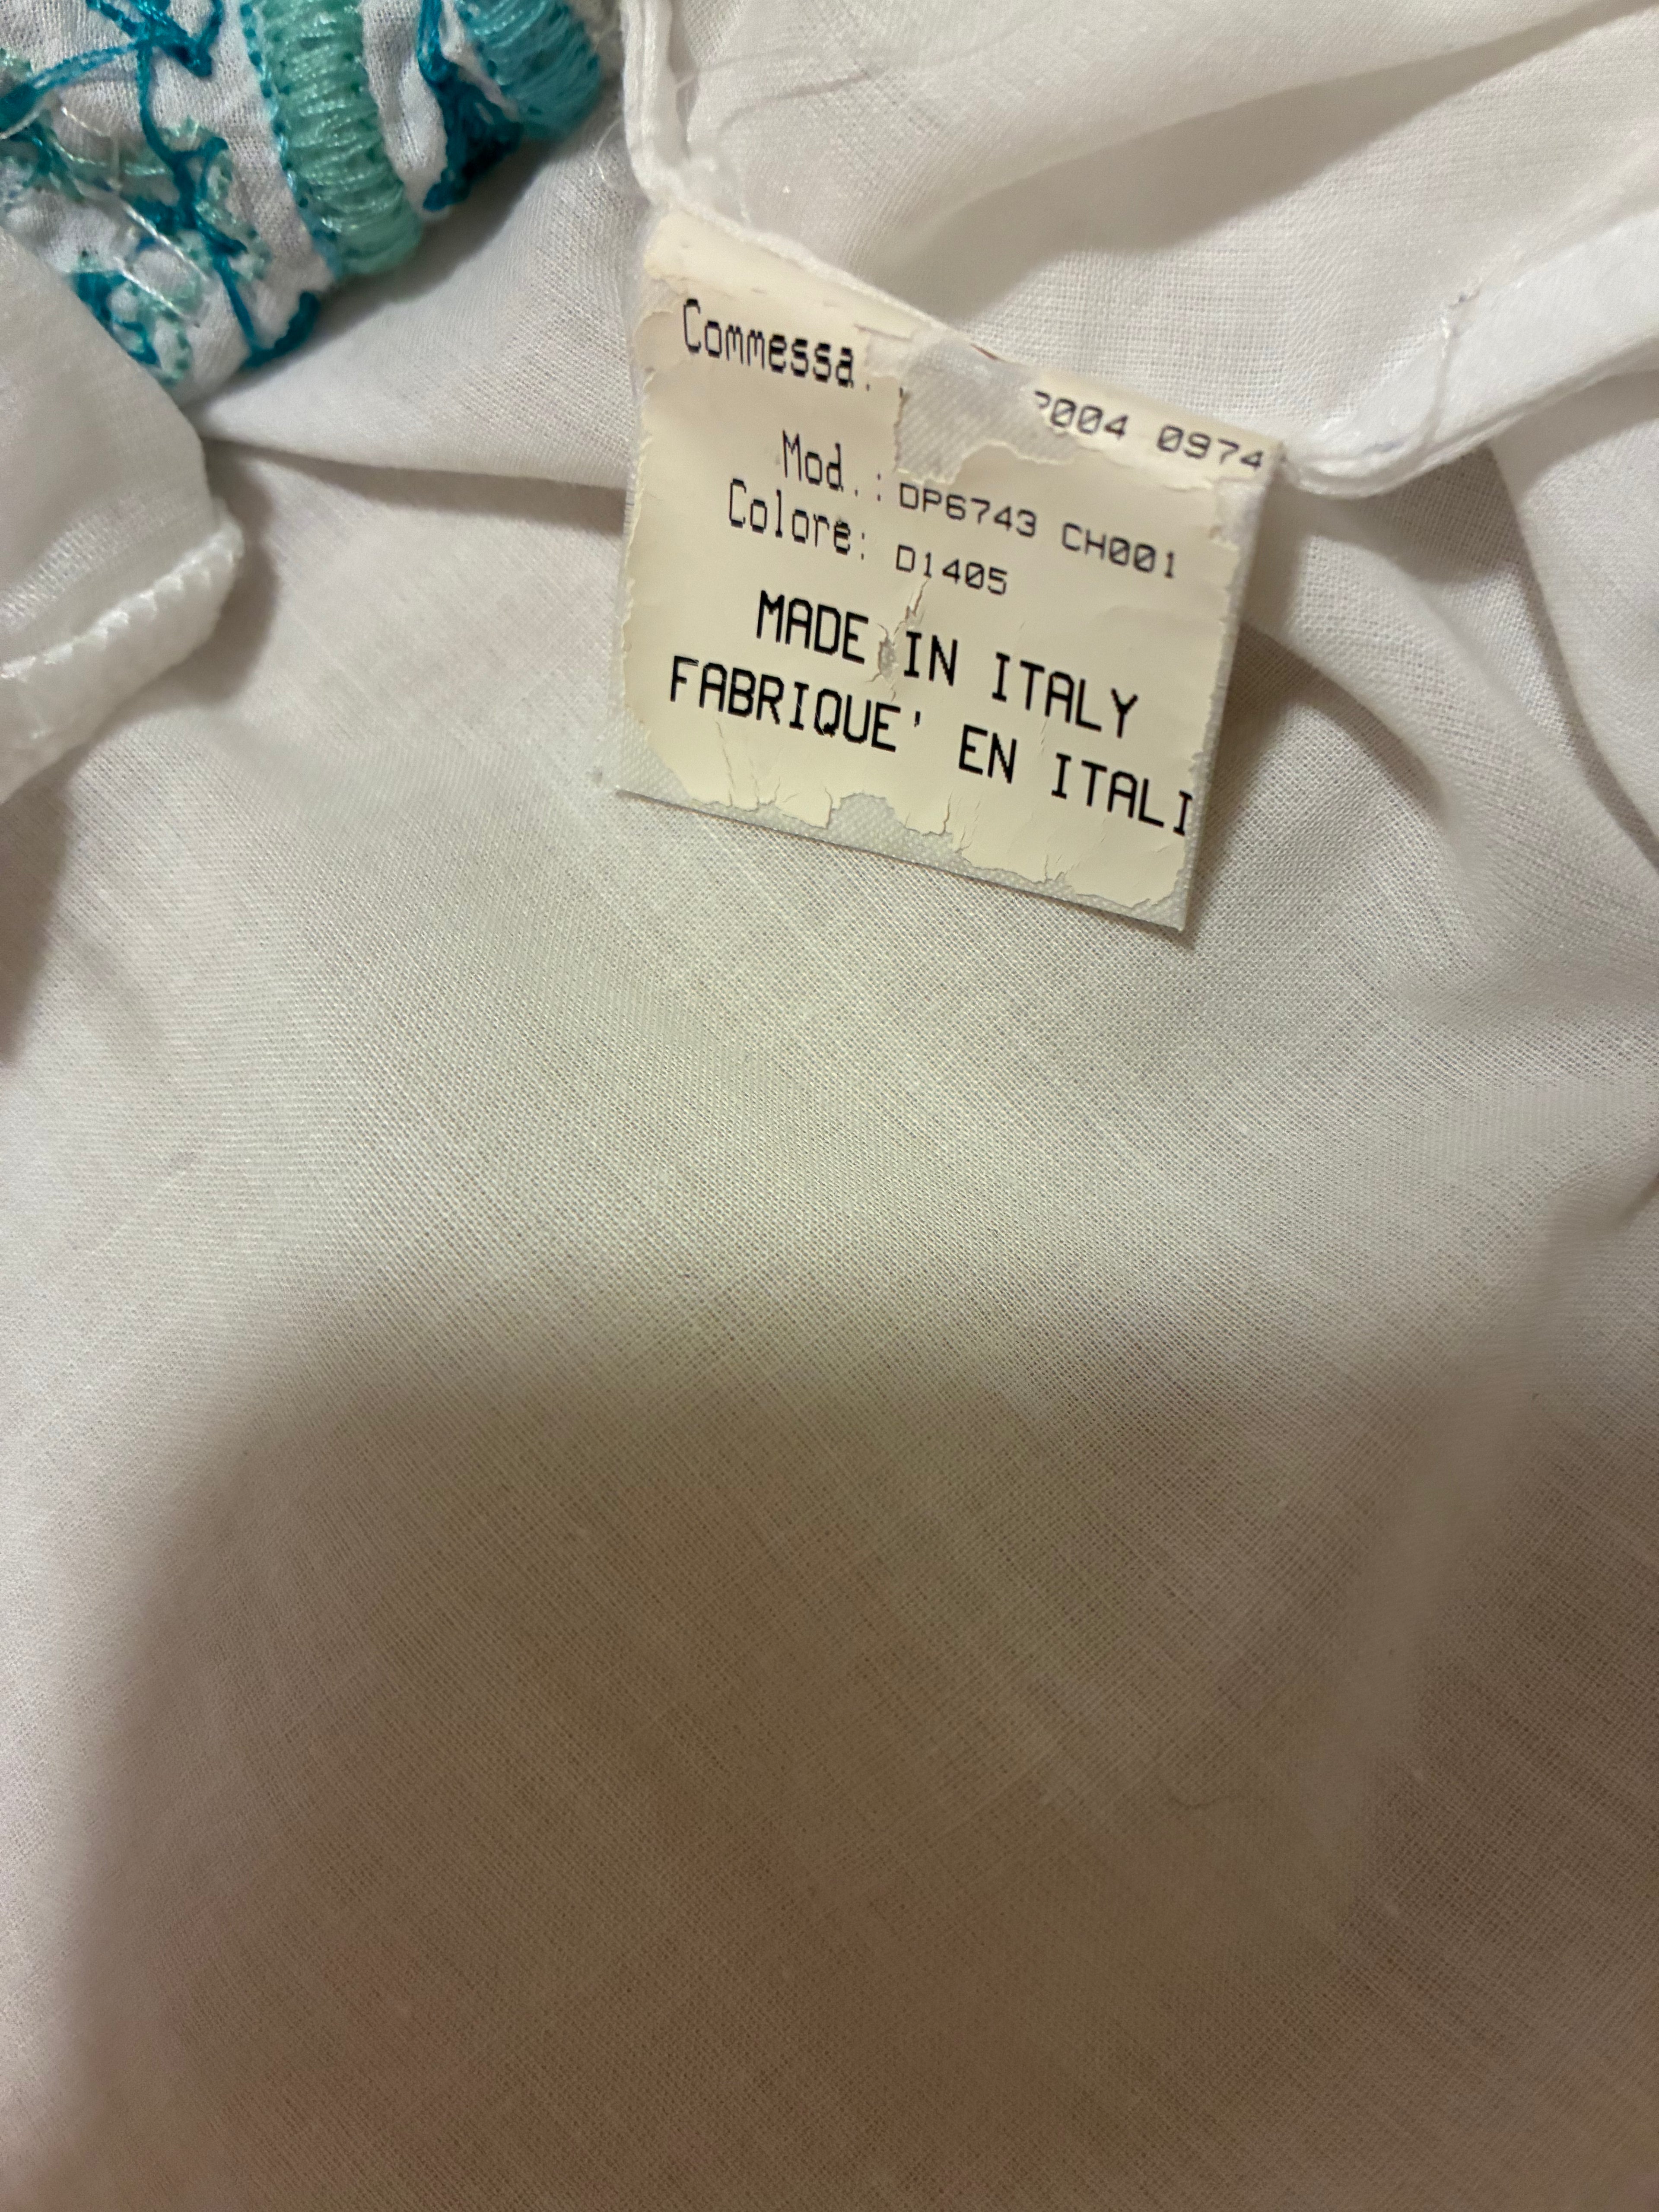 Commessa. 2004 0974
Mod.: DP6743 CH001
Colore: D1405
MADE IN ITALY
FABRIQUE' EN ITALI